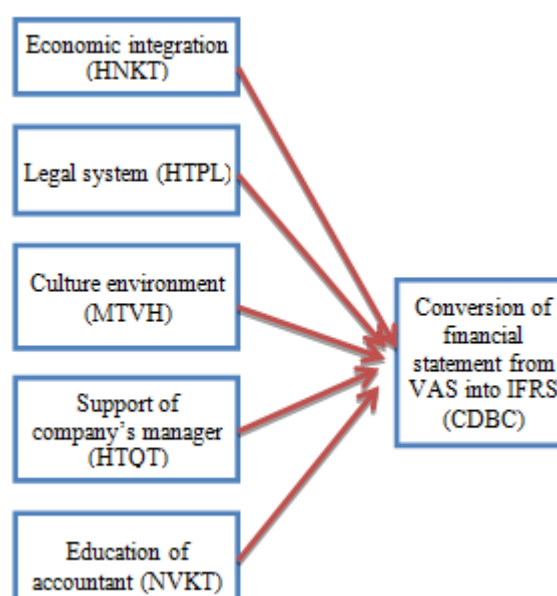 Economic integration
(HNKT)
Legal system (HTPL)
Culture environment
(MTVH)
Support of
company's manager
(HTQT)
Education of
accountant (NVKT)
Conversion of
financial
statement from
VAS into IFRS
(CDBC)